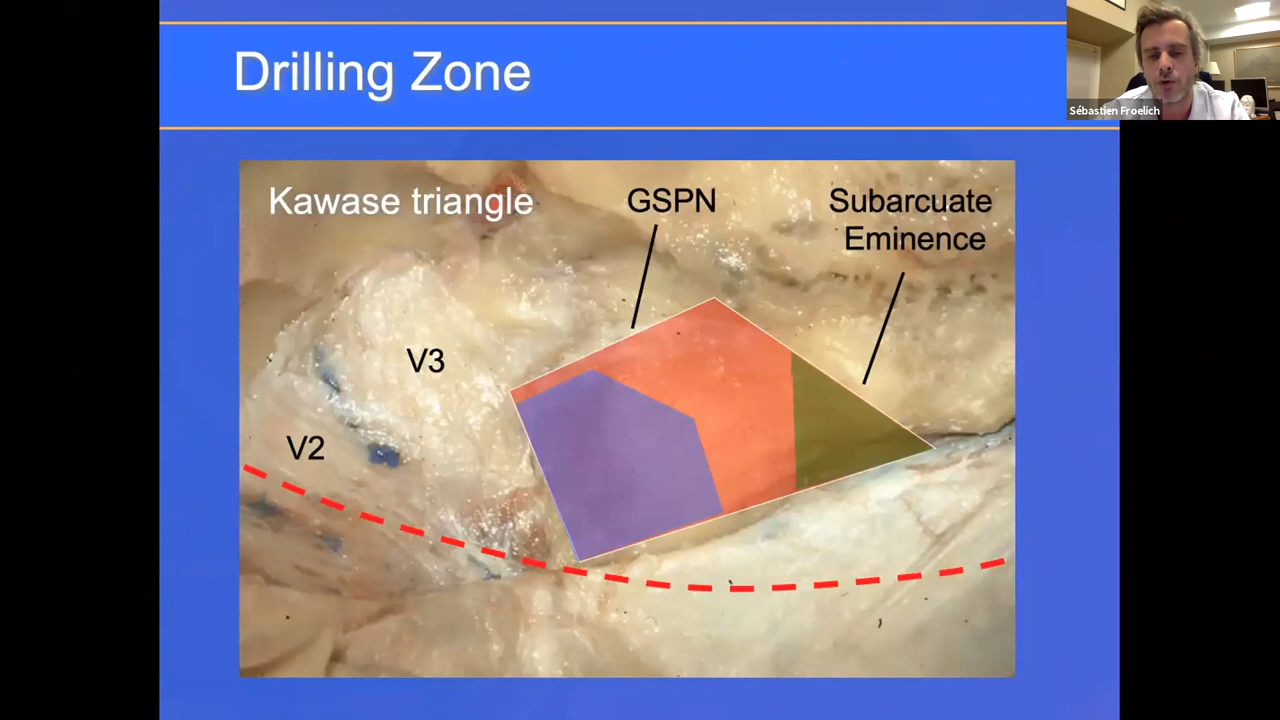 Drilling Zone
Sébastien Froelich
Kawase triangle
GSPN
Subarcuate
Eminence
V3
V2